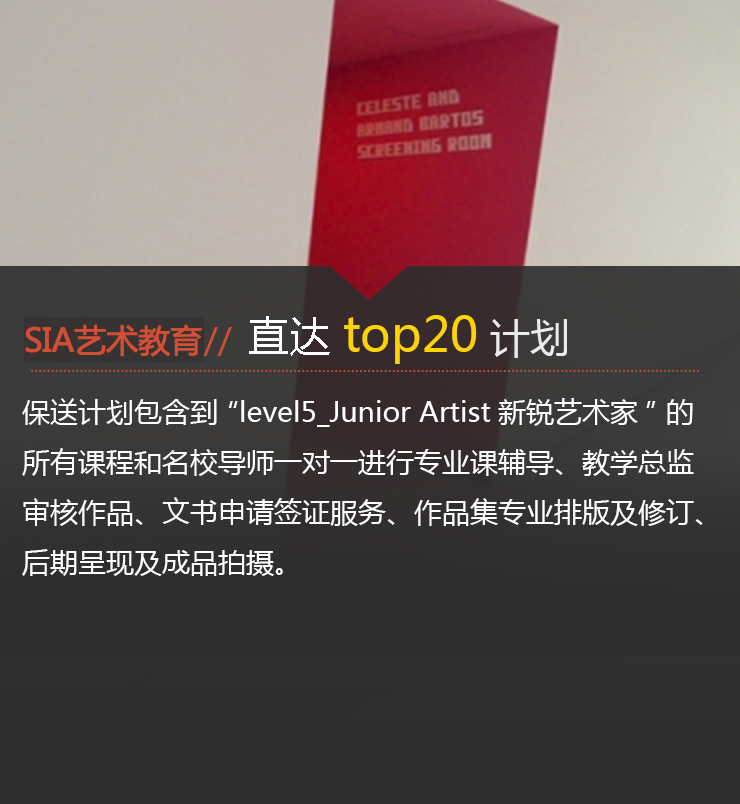 CELESTE AND
ARMAND BARTOS
SCREENING ROOM
SIA艺术教育// 直达 top20 计划
保送计划包含到 “level5_Junior Artist 新锐艺术家 ” 的
所有课程和名校导师一对一进行专业课辅导、教学总监
审核作品、文书申请签证服务、作品集专业排版及修订、
后期呈现及成品拍摄。